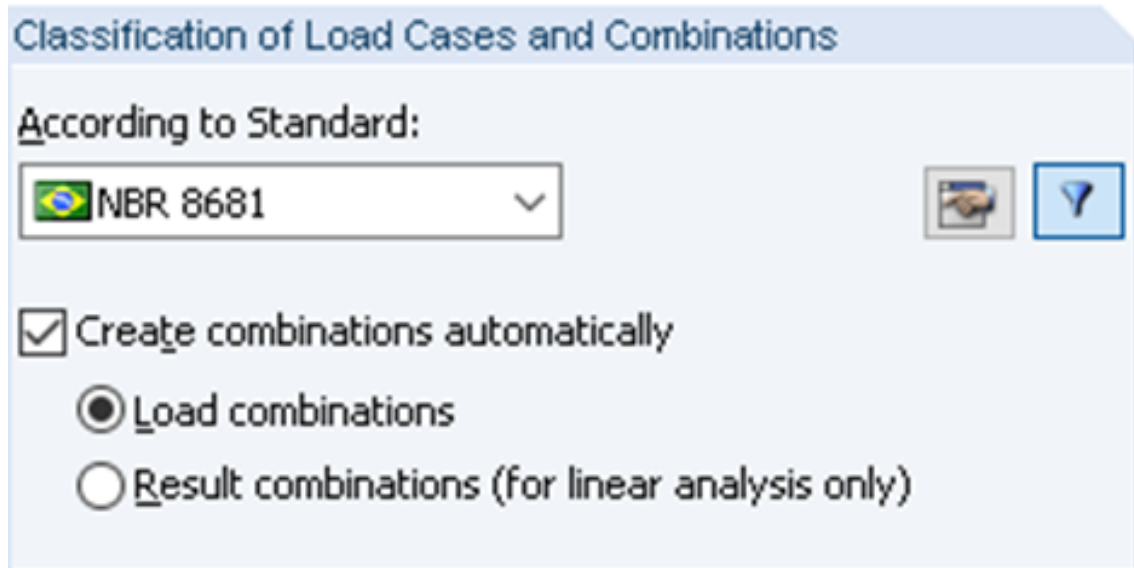 Classification of Load Cases and Combinations
According to Standard:
NBR 8681
Create combinations automatically
Load combinations
Result combinations (for linear analysis only)